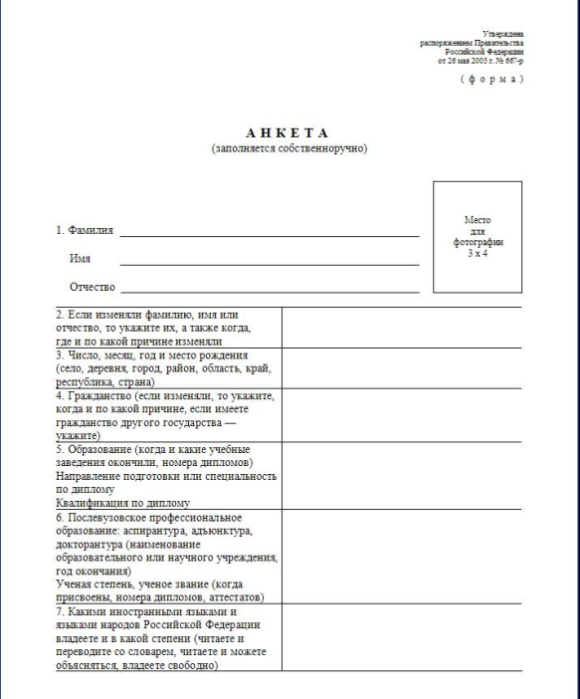 Утверждена
распоряжением Правительства
Российской Федерации
от 26 мая 2005 г. № 667-р
( ф о р м а )
А Н К Е Т А
(заполняется собственноручно)
Место
для
фотографии
3 х 4
1. Фамилия
Имя
Отчество
2. Если изменяли фамилию, имя или
отчество, то укажите их, а также когда,
где и по какой причине изменяли
3. Число, месяц, год и место рождения
(село, деревня, город, район, область, край,
республика, страна)
4. Гражданство (если изменяли, то укажите,
когда и по какой причине, если имеете
гражданство другого государства —
укажите)
5. Образование (когда и какие учебные
заведения окончили, номера дипломов)
Направление подготовки или специальность
по диплому
Квалификация по диплому
6. Послевузовское профессиональное
образование: аспирантура, адъюнктура,
докторантура (наименование
образовательного или научного учреждения,
год окончания)
Ученая степень, ученое звание (когда
присвоены, номера дипломов, аттестатов)
7. Какими иностранными языками и
языками народов Российской Федерации
владеете и в какой степени (читаете и
переводите со словарем, читаете и можете
объясняться, владеете свободно)